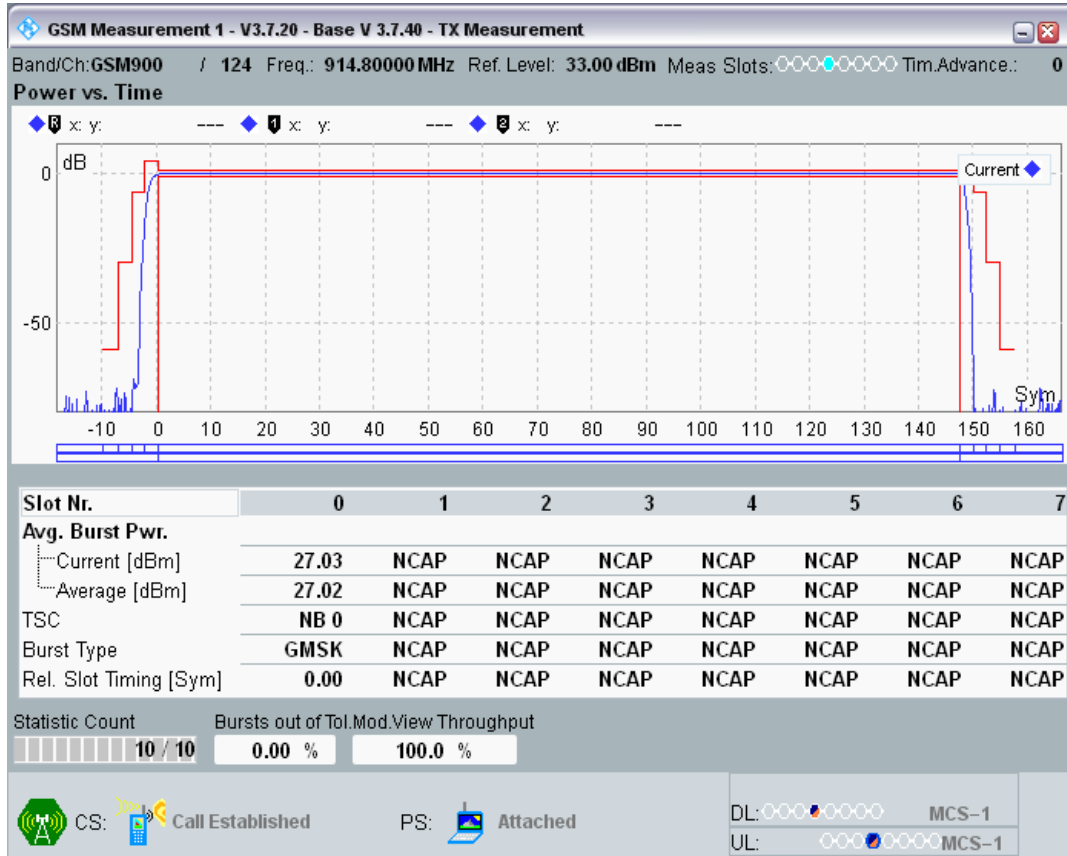 GSM Measurement 1 - V3.7.20 - Base V 3.7.40 - TX Measurement
Band/Ch:GSM900 / 124 Freq.: 914.80000 MHz Ref. Level: 33.00 dBm Meas Slots: Tim.Advance.: 0
Power vs. Time
R x: y: --- 1 x: y: --- 2 x: y: ---
dB
Current
0
-50
Sym
-10 0 10 20 30 40 50 60 70 80 90 100 110 120 130 140 150 160
Slot Nr. 0 1 2 3 4 5 6 7
Avg. Burst Pwr.
Current [dBm] 27.03 NCAP NCAP NCAP NCAP NCAP NCAP NCAP
Average [dBm] 27.02 NCAP NCAP NCAP NCAP NCAP NCAP NCAP
TSC NB 0 NCAP NCAP NCAP NCAP NCAP NCAP NCAP
Burst Type GMSK NCAP NCAP NCAP NCAP NCAP NCAP NCAP
Rel. Slot Timing [Sym] 0.00 NCAP NCAP NCAP NCAP NCAP NCAP NCAP
Statistic Count Bursts out of Tol. Mod.View Throughput
10 / 10 0.00 % 100.0 %
CS: Call Established PS: Attached
DL: MCS-1
UL: MCS-1